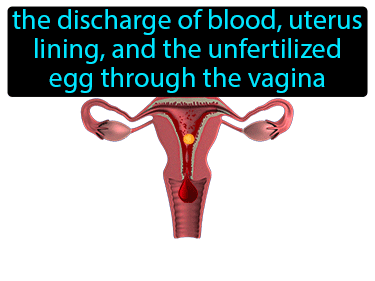 the discharge of blood, uterus
lining, and the unfertilized
egg through the vagina